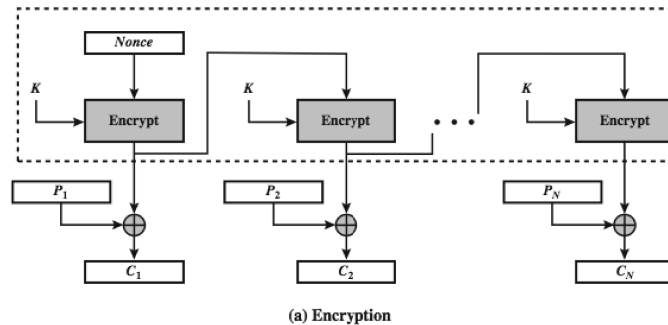 Nonce
K
K
K
Encrypt
Encrypt
• • •
Encrypt
P1
P2
PN
C1
C2
CN
(a) Encryption